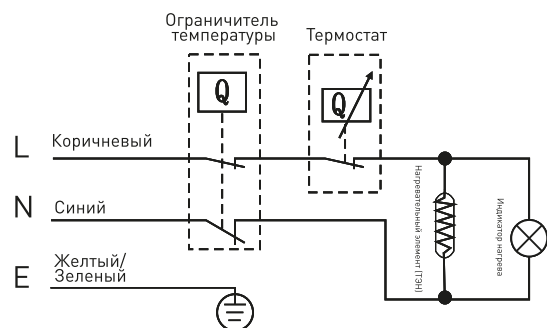 Ограничитель
температуры
Термостат
Q
Q
L
Коричневый
N
Синий
E
Желтый/
Зеленый
Нагревательный элемент (ТЭН)
Индикатор нагрева